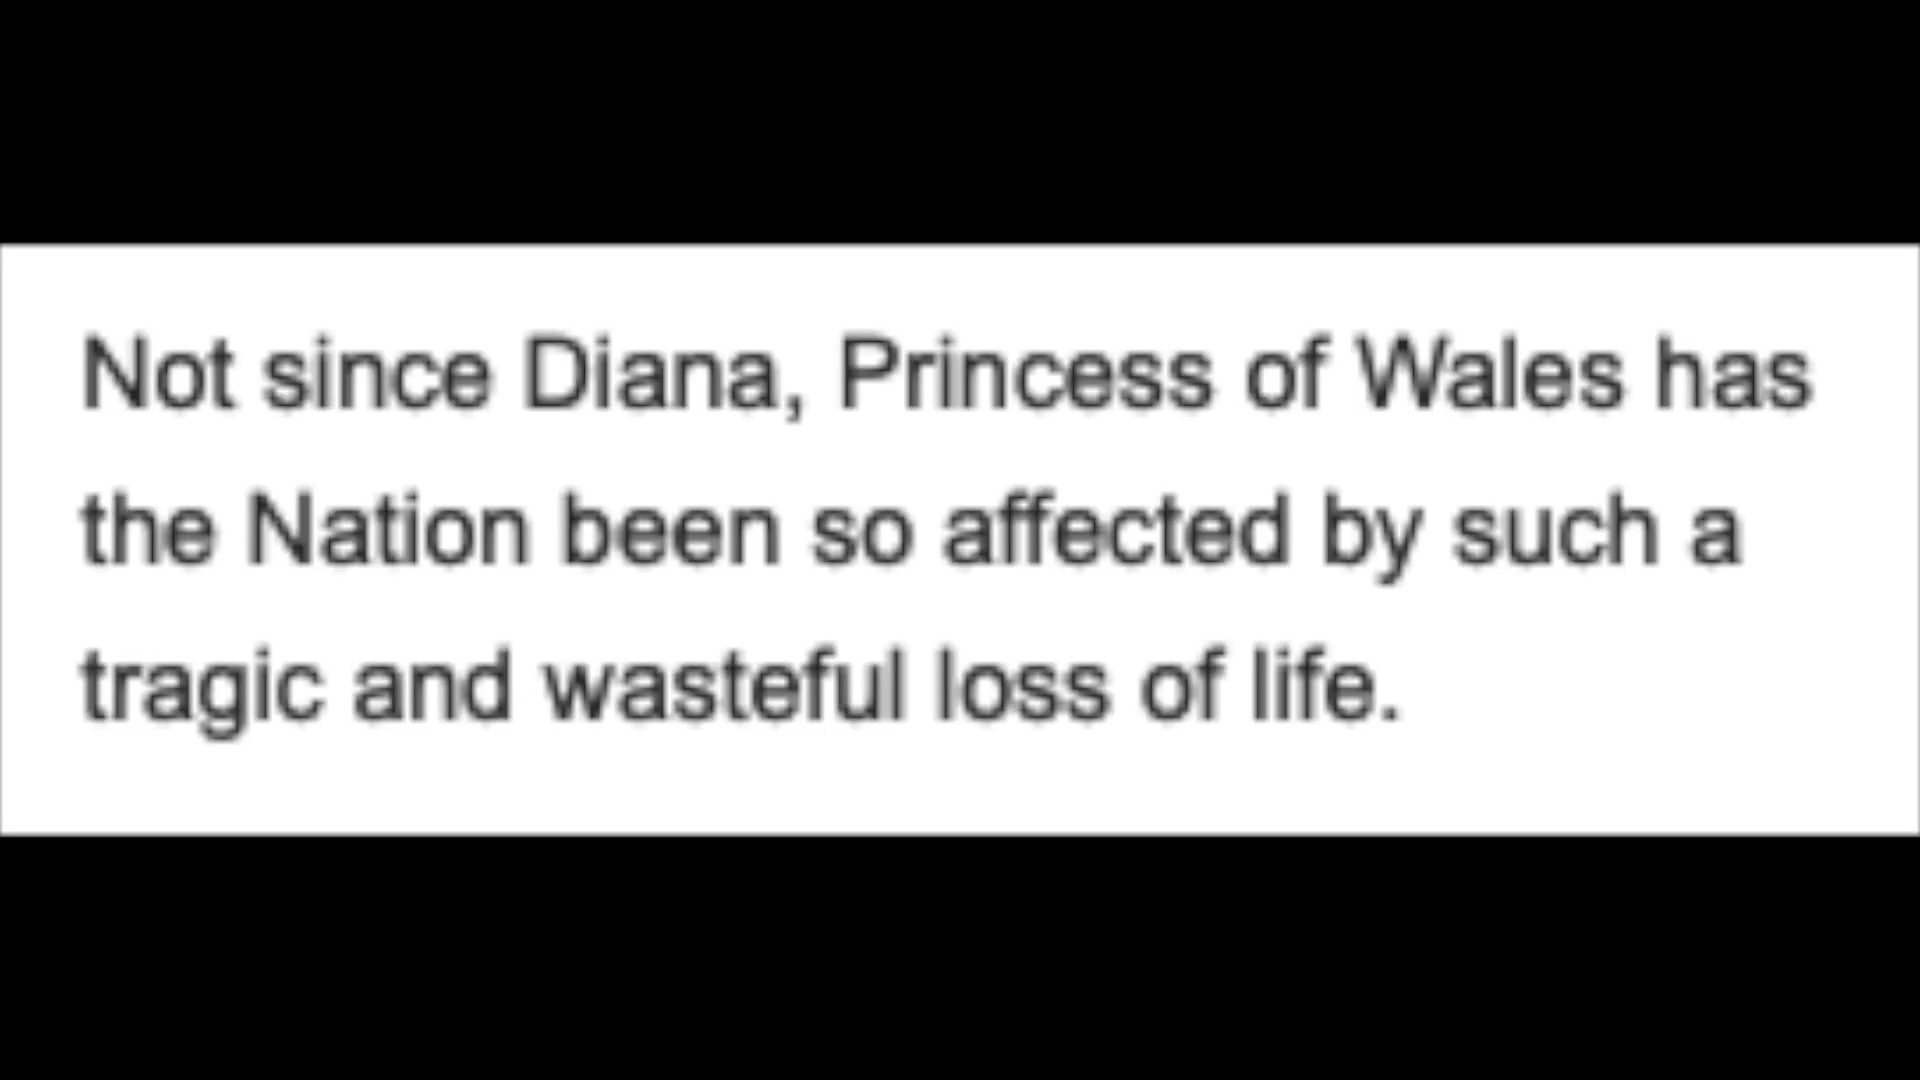 Not since Diana, Princess of Wales has
the Nation been so affected by such a
tragic and wasteful loss of life.